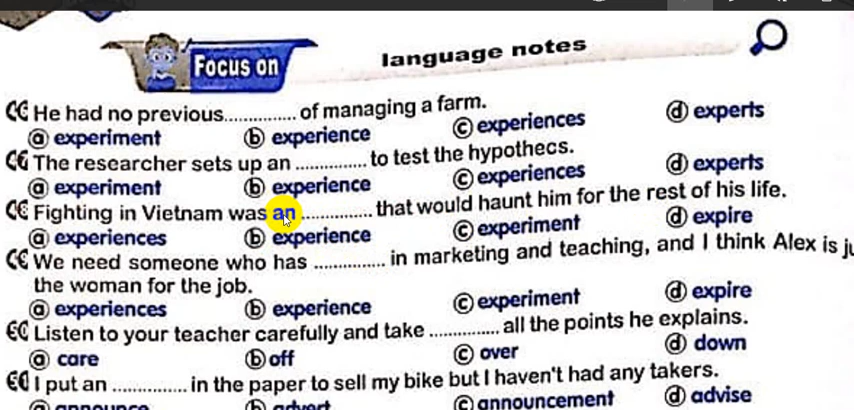 Focus on
language notes
He had no previous.............. of managing a farm.
ⓐ experiment ⓑ experience ⓒ experiences ⓓ experts
The researcher sets up an .............. to test the hypothecs.
ⓐ experiment ⓑ experience ⓒ experiences ⓓ experts
Fighting in Vietnam was an .............. that would haunt him for the rest of his life.
ⓐ experiences ⓑ experience ⓒ experiment ⓓ expire
We need someone who has .............. in marketing and teaching, and I think Alex is
the woman for the job.
ⓐ experiences ⓑ experience ⓒ experiment ⓓ expire
Listen to your teacher carefully and take .............. all the points he explains.
ⓐ care ⓑ off ⓒ over ⓓ down
I put an .............. in the paper to sell my bike but I haven't had any takers.
ⓐ announce ⓑ advert ⓒ announcement ⓓ advise